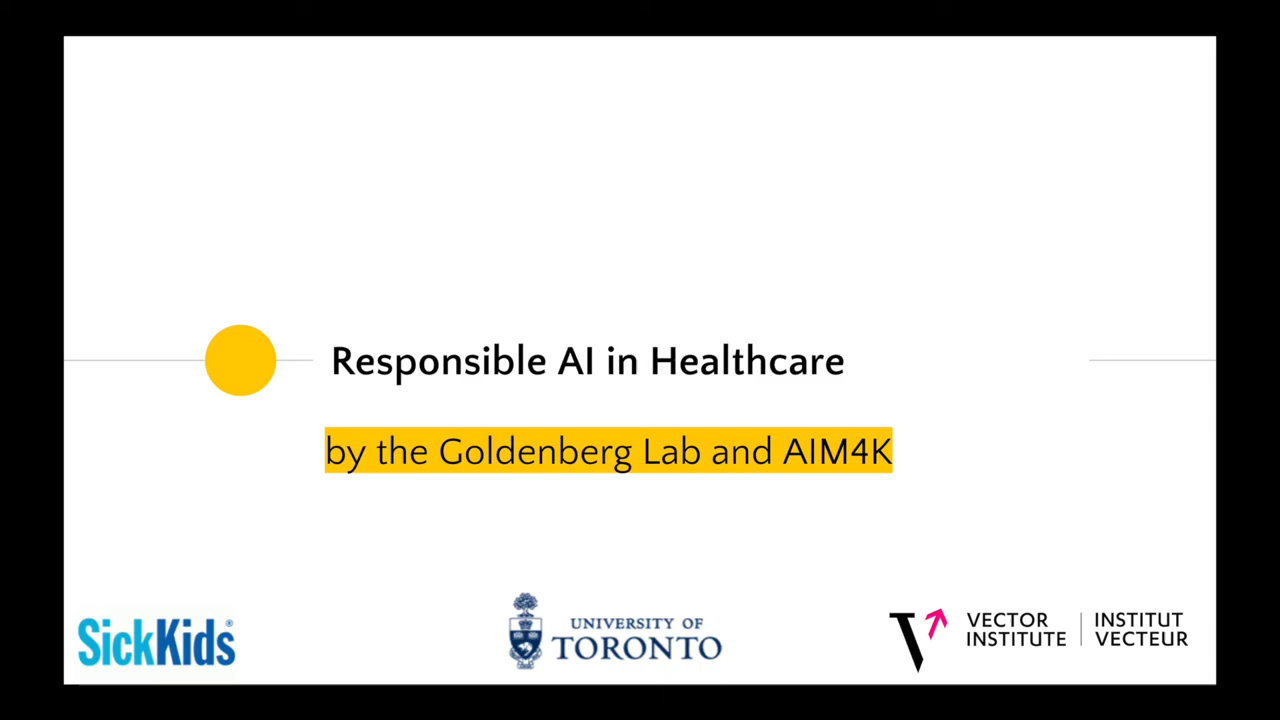 Responsible AI in Healthcare
by the Goldenberg Lab and AIM4K
SickKids®
UNIVERSITY OF
TORONTO
VECTOR
INSTITUTE
INSTITUT
VECTEUR